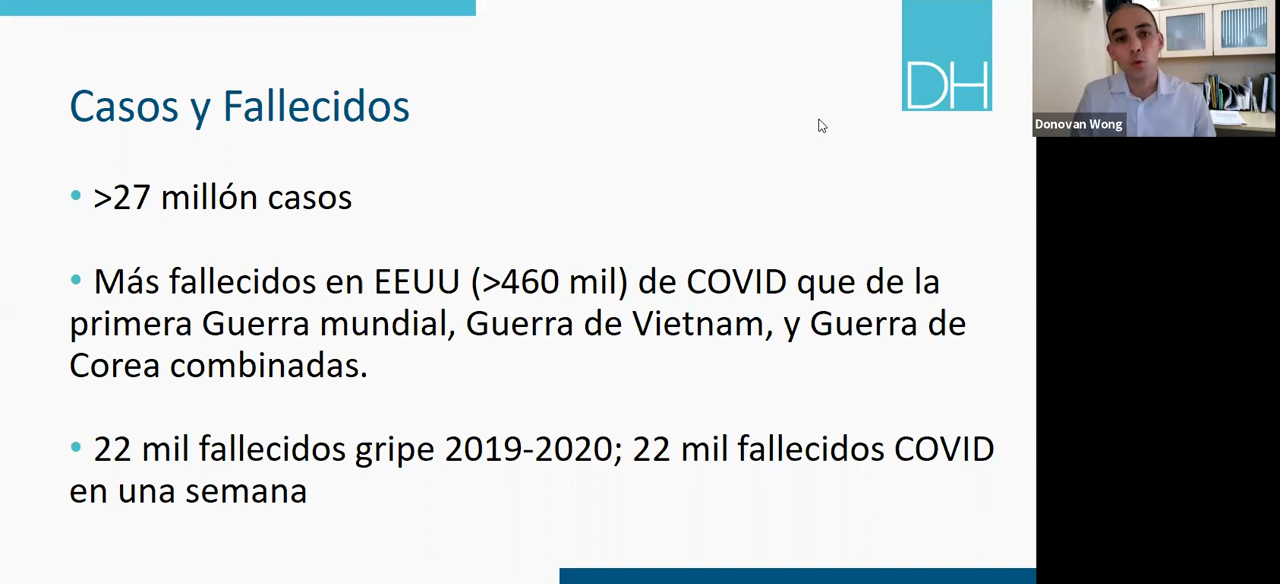 DH
Donovan Wong
Casos y Fallecidos
• >27 millón casos
• Más fallecidos en EEUU (>460 mil) de COVID que de la
primera Guerra mundial, Guerra de Vietnam, y Guerra de
Corea combinadas.
• 22 mil fallecidos gripe 2019-2020; 22 mil fallecidos COVID
en una semana